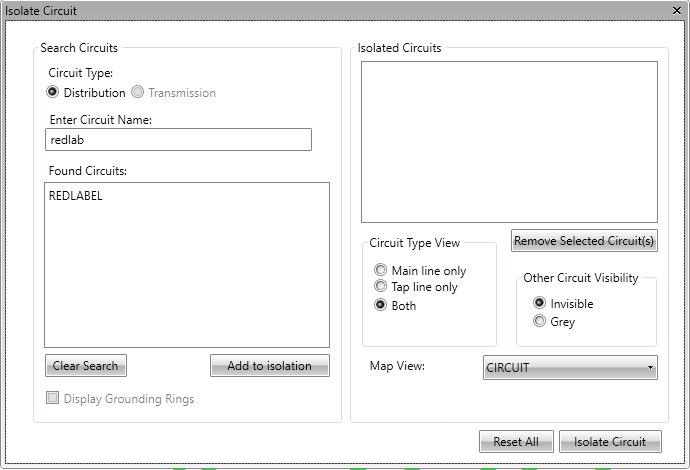 Isolate Circuit
Search Circuits
Circuit Type:
Distribution Transmission
Enter Circuit Name:
redlab
Found Circuits:
REDLABEL
Clear Search Add to isolation
Display Grounding Rings
Isolated Circuits
Remove Selected Circuit(s)
Circuit Type View
Main line only
Tap line only
Both
Other Circuit Visibility
Invisible
Grey
Map View: CIRCUIT
Reset All Isolate Circuit